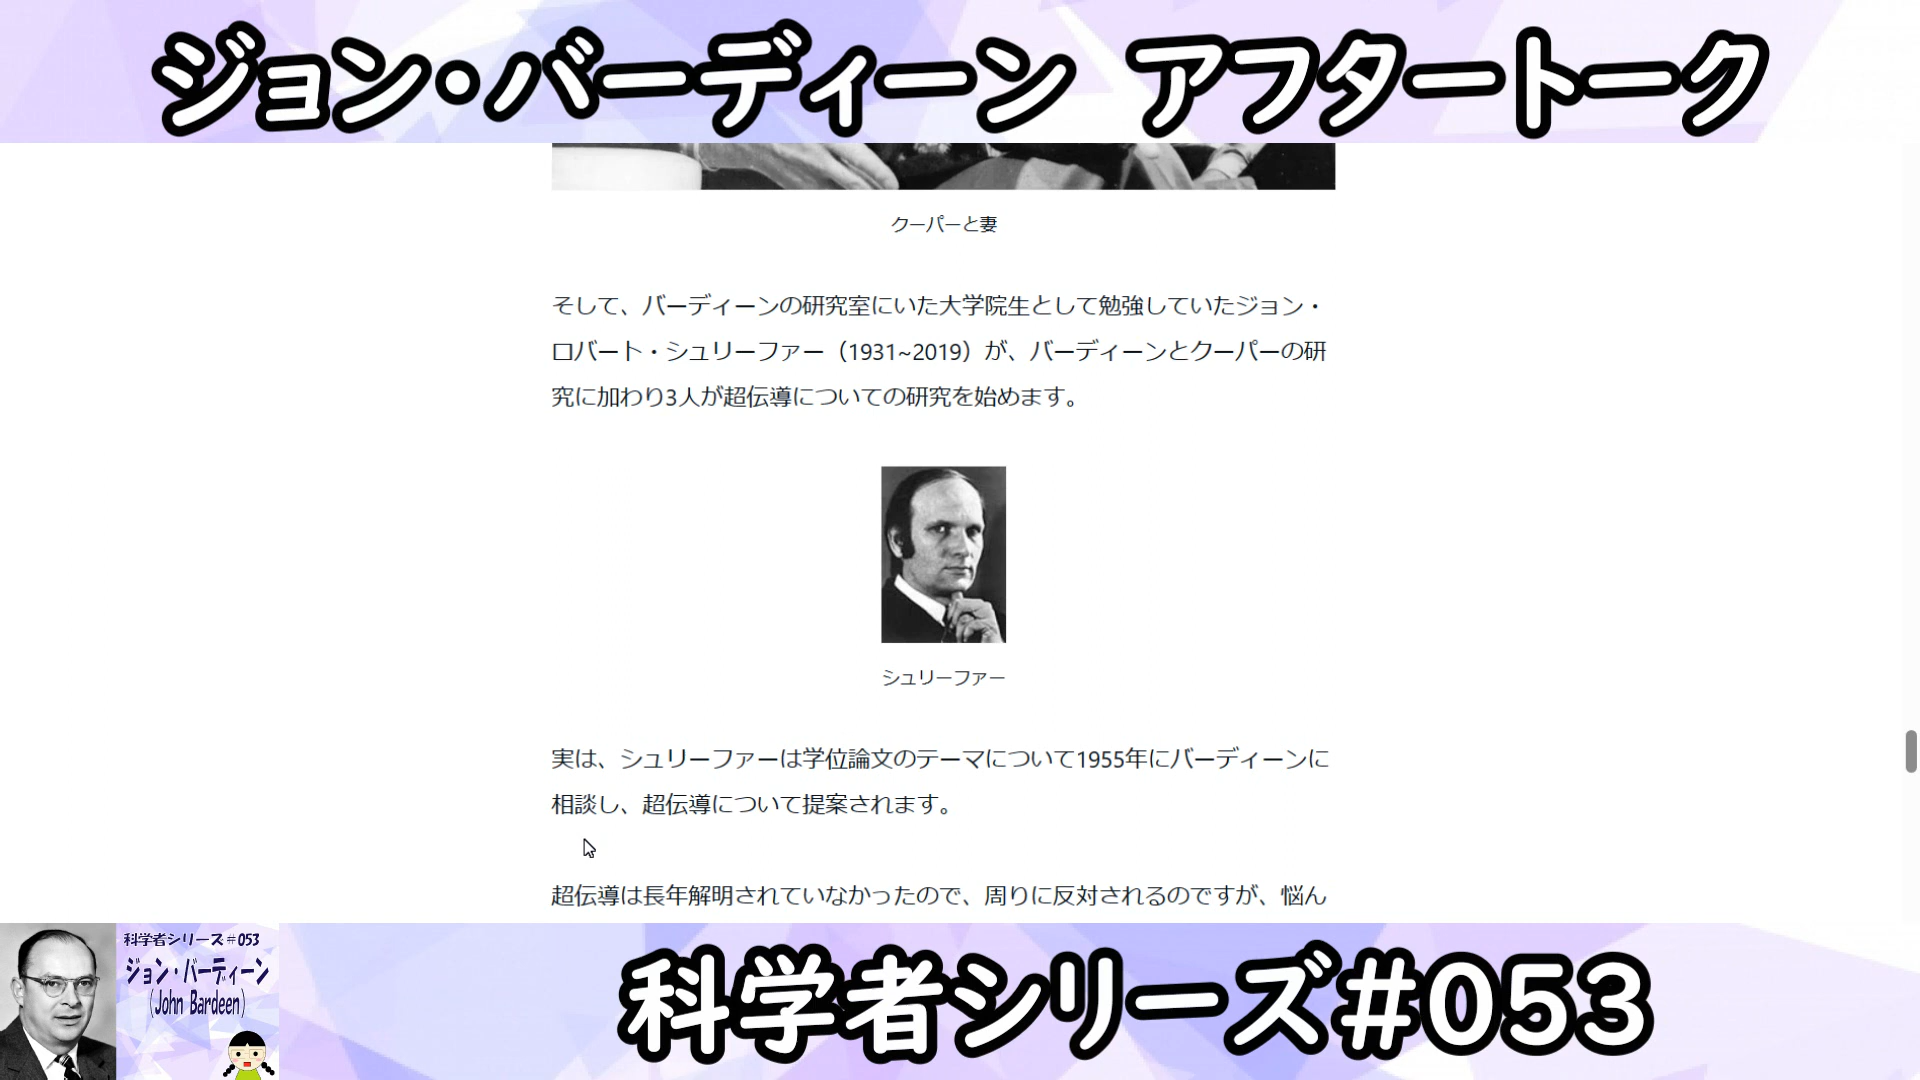 ジョン・バーディーン アフタートーク
クーパーと妻
そして、バーディーンの研究室にいた大学院生として勉強していたジョン・
ロバート・シュリーファー（1931~2019）が、バーディーンとクーパーの研
究に加わり3人が超伝導についての研究を始めます。
シュリーファー
実は、シュリーファーは学位論文のテーマについて1955年にバーディーンに
相談し、超伝導について提案されます。
超伝導は長年解明されていなかったので、周りに反対されるのですが、悩ん
科学者シリーズ#053
ジョン・バーディーン
(John Bardeen)
科学者シリーズ#053